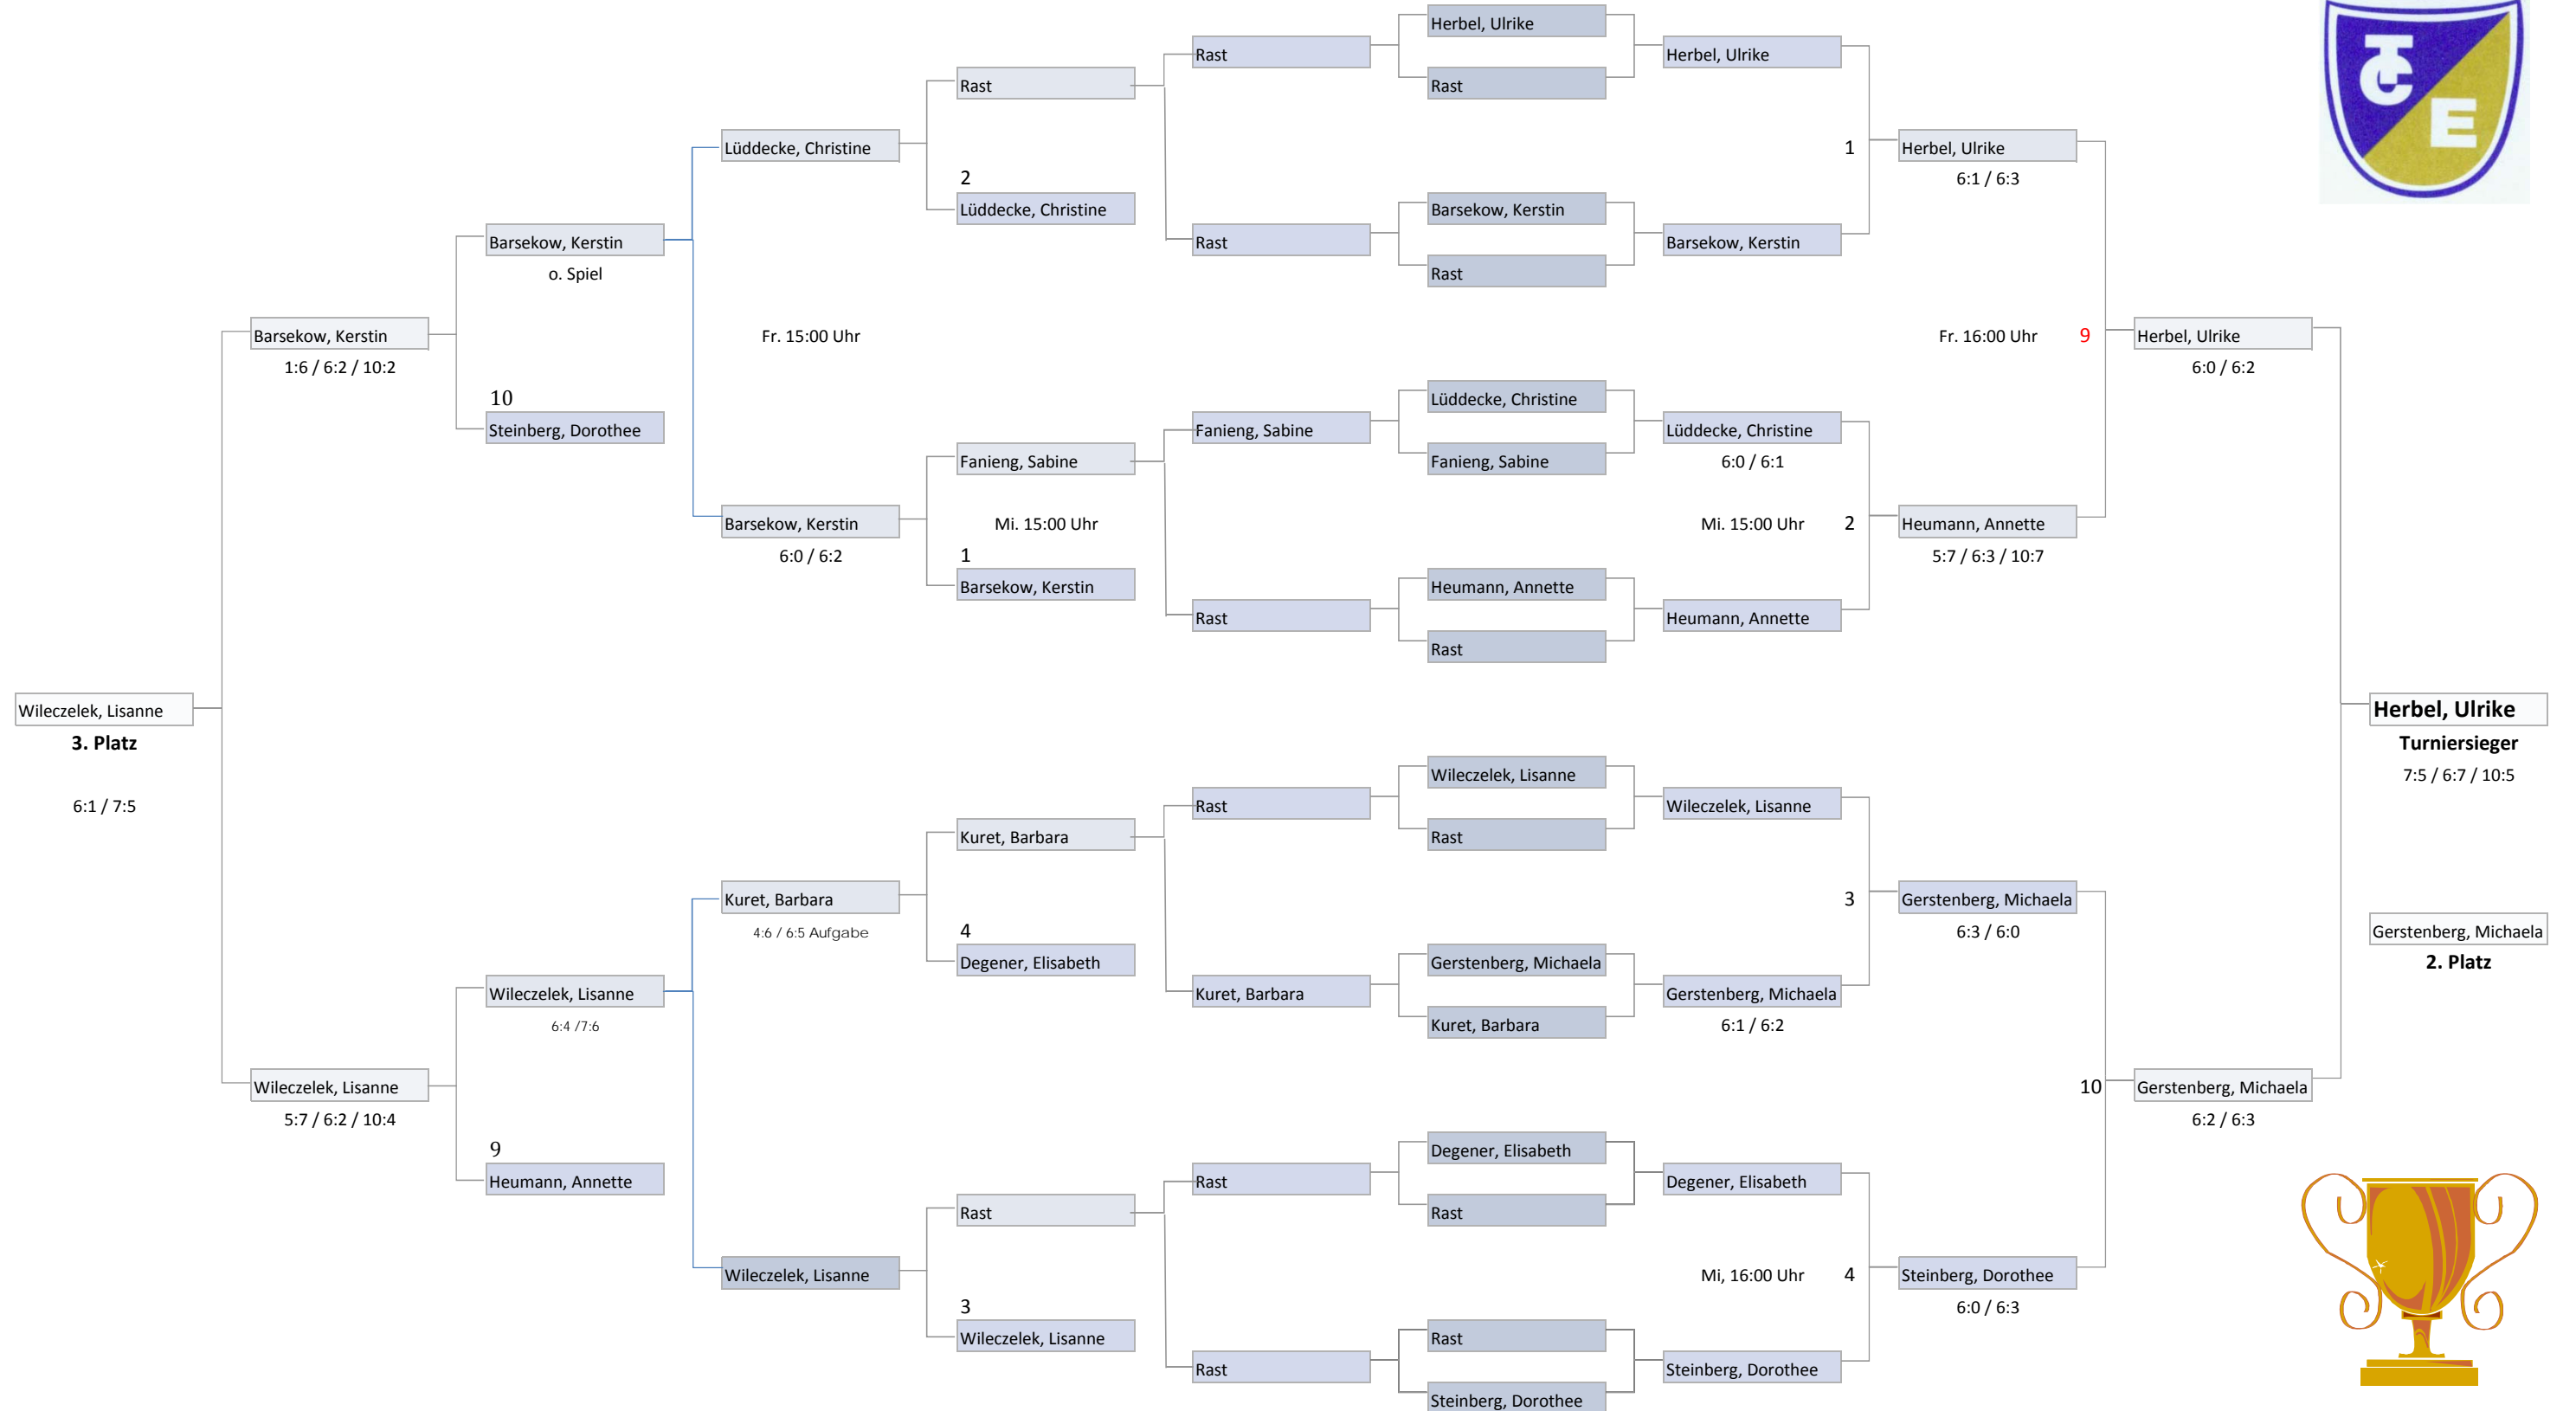 Herbel, Ulrike
Rast
Herbel, Ulrike
Rast
Rast
Lüddecke, Christine
1
Herbel, Ulrike
6:1 / 6:3
2
Lüddecke, Christine
Barsekow, Kerstin
Barsekow, Kerstin
o. Spiel
Rast
Barsekow, Kerstin
Rast
Barsekow, Kerstin
1:6 / 6:2 / 10:2
Fr. 15:00 Uhr
Fr. 16:00 Uhr
9
Herbel, Ulrike
6:0 / 6:2
10
Steinberg, Dorothee
Lüddecke, Christine
Fanieng, Sabine
Lüddecke, Christine
6:0 / 6:1
Fanieng, Sabine
Fanieng, Sabine
Barsekow, Kerstin
6:0 / 6:2
Mi. 15:00 Uhr
Mi. 15:00 Uhr
2
Heumann, Annette
5:7 / 6:3 / 10:7
1
Barsekow, Kerstin
Heumann, Annette
Rast
Heumann, Annette
Rast
Wileczelek, Lisanne
3. Platz
6:1 / 7:5
Herbel, Ulrike
Turniersieger
7:5 / 6:7 / 10:5
Wileczelek, Lisanne
Rast
Wileczelek, Lisanne
Kuret, Barbara
Rast
Kuret, Barbara
4:6 / 6:5 Aufgabe
3
Gerstenberg, Michaela
6:3 / 6:0
4
Degener, Elisabeth
Gerstenberg, Michaela
Gerstenberg, Michaela
2. Platz
Wileczelek, Lisanne
6:4 /7:6
Kuret, Barbara
Gerstenberg, Michaela
6:1 / 6:2
Kuret, Barbara
Wileczelek, Lisanne
5:7 / 6:2 / 10:4
10
Gerstenberg, Michaela
6:2 / 6:3
9
Heumann, Annette
Degener, Elisabeth
Rast
Degener, Elisabeth
Rast
Rast
Wileczelek, Lisanne
Mi, 16:00 Uhr
4
Steinberg, Dorothee
6:0 / 6:3
3
Wileczelek, Lisanne
Rast
Rast
Steinberg, Dorothee
Steinberg, Dorothee
TC
E